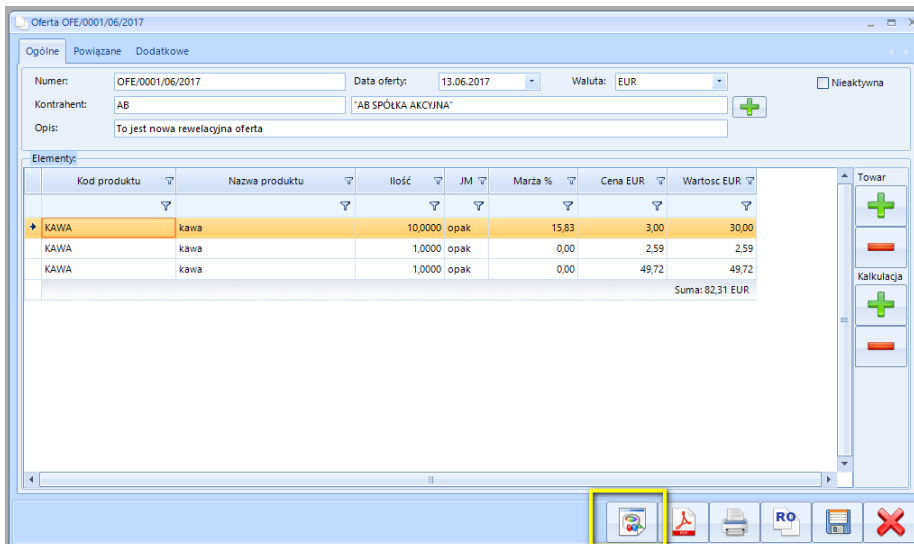 Oferta OFE/0001/06/2017
Ogólne Powiązane Dodatkowe
Numer: OFE/0001/06/2017 Data oferty: 13.06.2017 Waluta: EUR Nieaktywna
Kontrahent: AB "AB SPÓŁKA AKCYJNA"
Opis: To jest nowa rewelacyjna oferta
Elementy:
Kod produktu Nazwa produktu Ilość JM Marża % Cena EUR Wartosc EUR Towar
KAWA kawa 10,0000 opak 15,83 3,00 30,00
KAWA kawa 1,0000 opak 0,00 2,59 2,59
KAWA kawa 1,0000 opak 0,00 49,72 49,72
Kalkulacja
Suma: 82,31 EUR
PDF RO